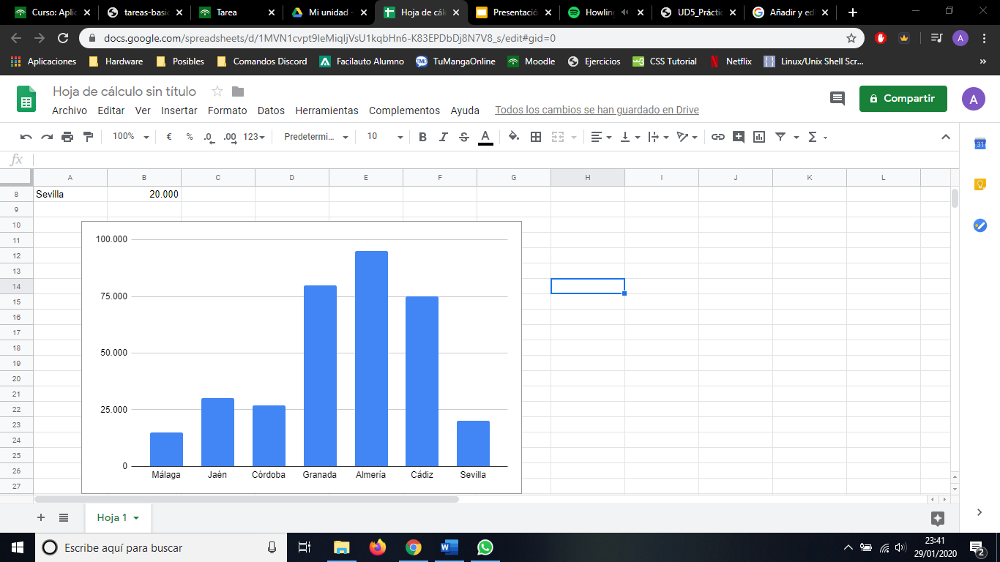 Curso: Aplic
tareas-basic
Tarea
Mi unidad -
Hoja de cálc
Presentació
Howling
UD5_Práctic
Añadir y edi
docs.google.com/spreadsheets/d/1MVN1cvpt9IeMiqIjVsU1kqbHn6-K83EPDbDj8N7V8_s/edit#gid=0
A
Aplicaciones
Hardware
Posibles
Comandos Discord
Facilauto Alumno
TuMangaOnline
Moodle
Ejercicios
CSS Tutorial
Netflix
Linux/Unix Shell Scr...
»
Hoja de cálculo sin título
Archivo Editar Ver Insertar Formato Datos Herramientas Complementos Ayuda Todos los cambios se han guardado en Drive
Compartir
A
100% € % .0 .00 123 Predetermi... 10 B I S A Σ
31
fx
A B C D E F G H I J K L
8 Sevilla 20.000
9
10
11
12
13
14
15
16
17
18
19
20
21
22
23
24
25
26
27
100.000
75.000
50.000
25.000
0
Málaga Jaén Córdoba Granada Almería Cádiz Sevilla
Hoja 1
Escribe aquí para buscar
23:41
29/01/2020
2